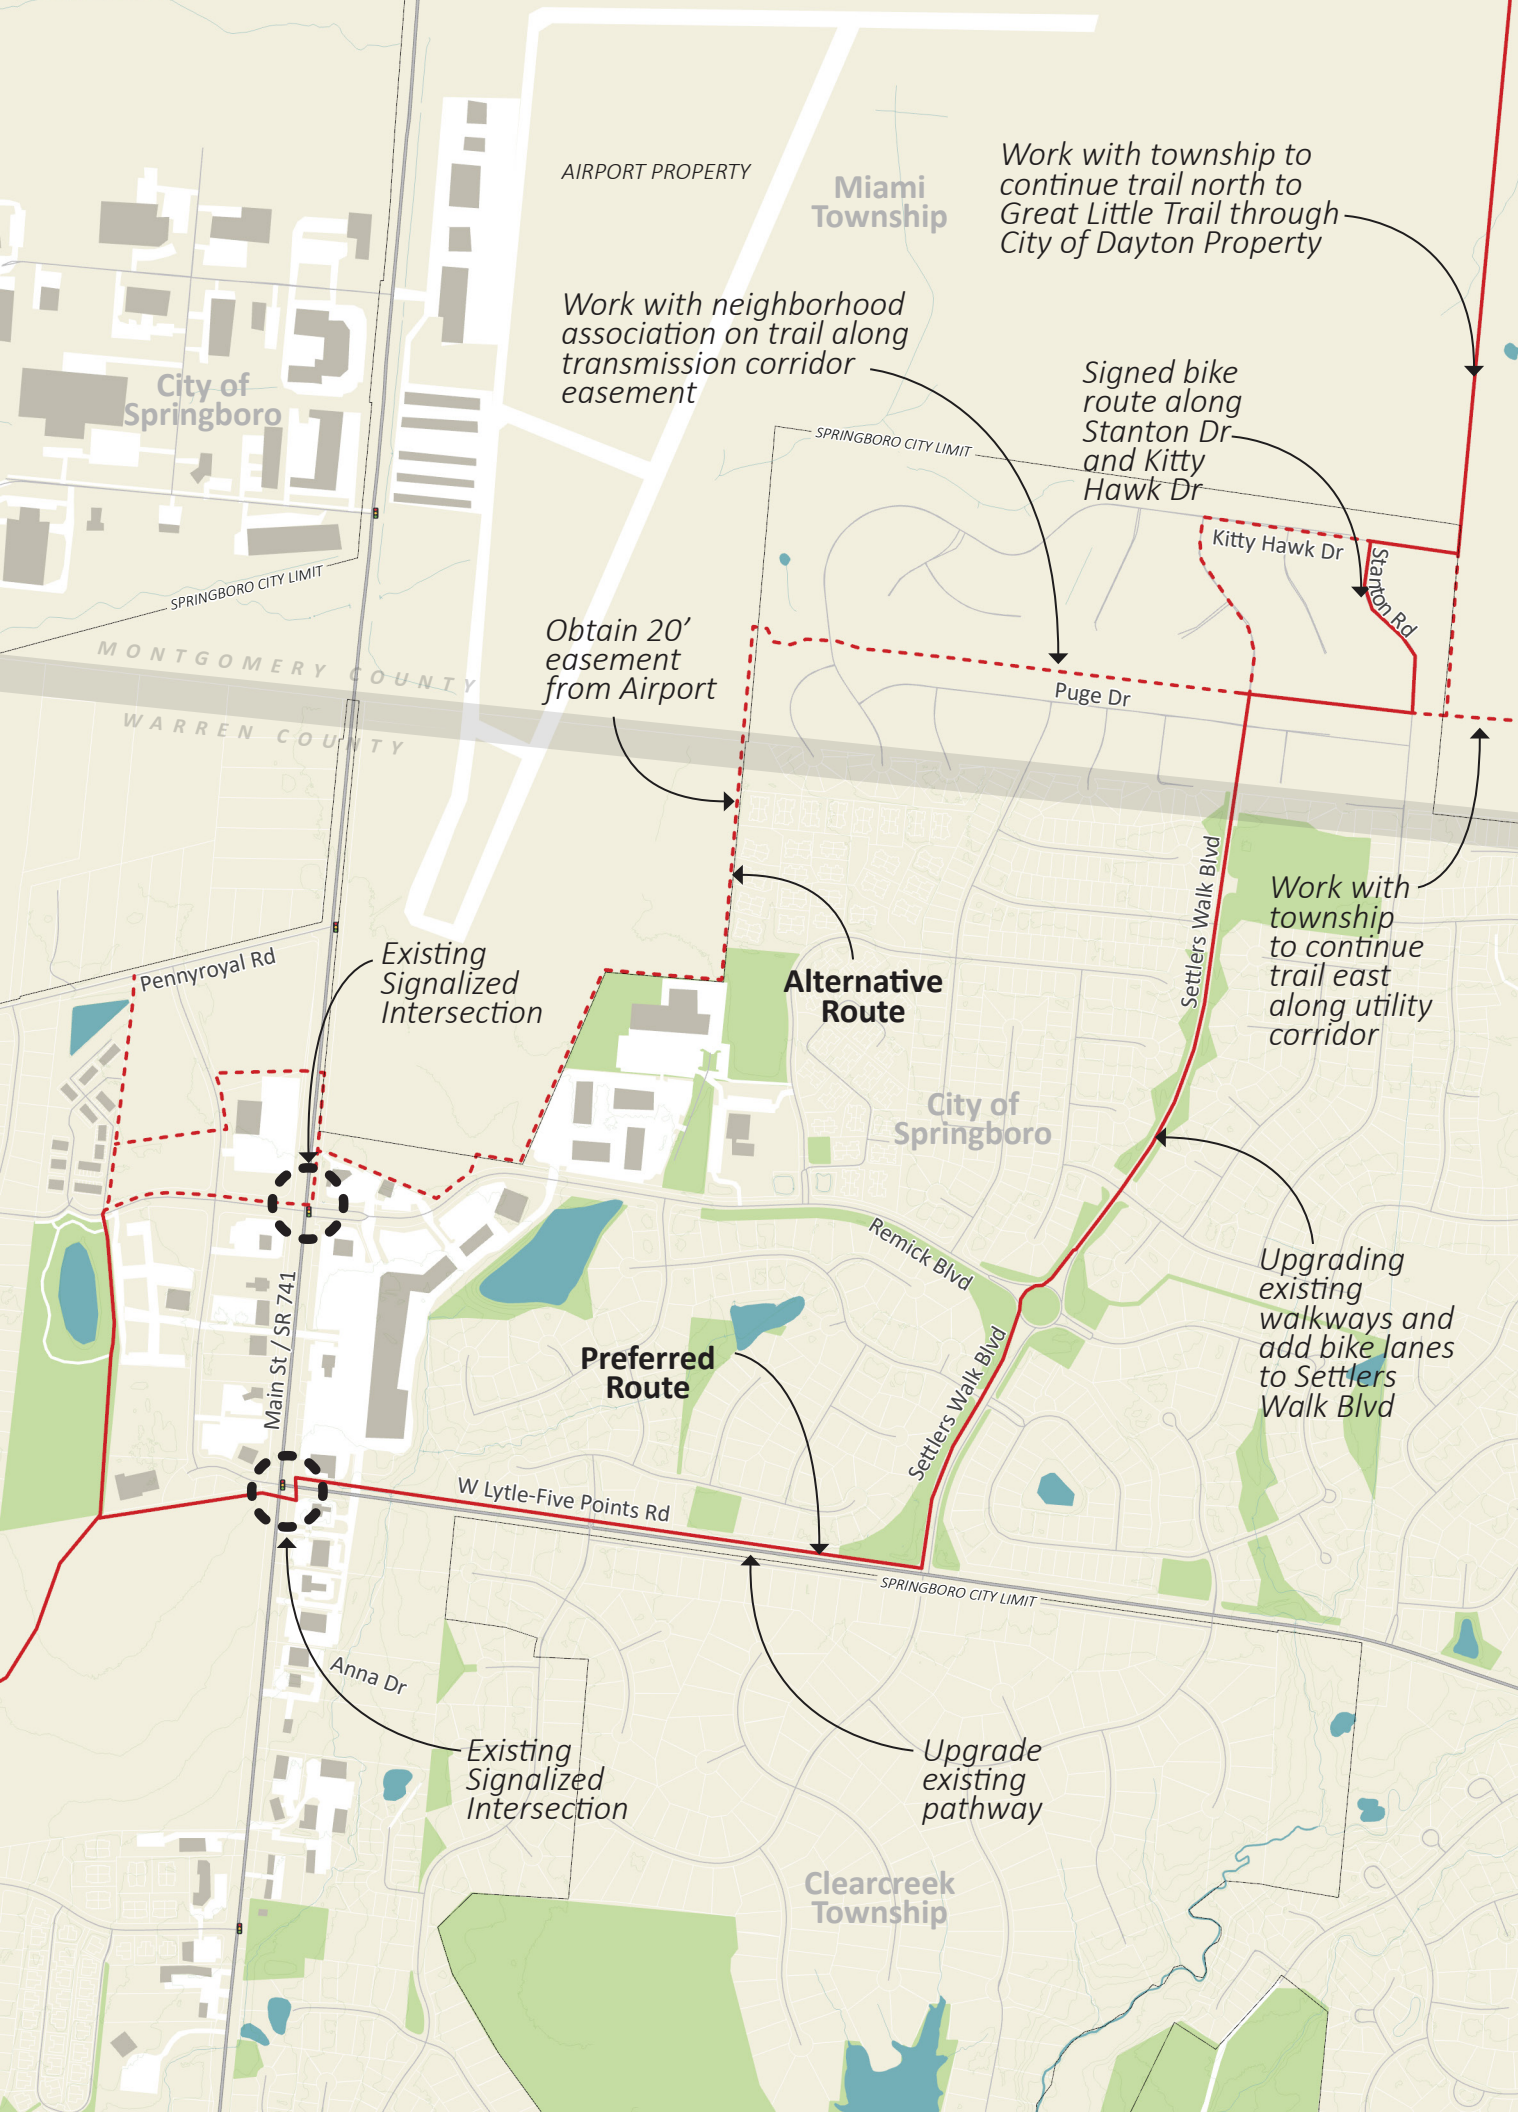 AIRPORT PROPERTY
Miami
Township
Work with township to
continue trail north to
Great Little Trail through
City of Dayton Property
Work with neighborhood
association on trail along
transmission corridor
easement
City of
Springboro
Signed bike
route along
Stanton Dr
and Kitty
Hawk Dr
SPRINGBORO CITY LIMIT
Kitty Hawk Dr
Stanton Rd
SPRINGBORO CITY LIMIT
Obtain 20’
easement
from Airport
MONTGOMERY COUNTY
WARREN COUNTY
Puge Dr
Settlers Walk Blvd
Work with
township
to continue
trail east
along utility
corridor
Pennyroyal Rd
Existing
Signalized
Intersection
Alternative
Route
City of
Springboro
Remick Blvd
Upgrading
existing
walkways and
add bike lanes
to Settlers
Walk Blvd
Main St / SR 741
Preferred
Route
Settlers Walk Blvd
W Lytle-Five Points Rd
SPRINGBORO CITY LIMIT
Anna Dr
Existing
Signalized
Intersection
Upgrade
existing
pathway
Clearcreek
Township